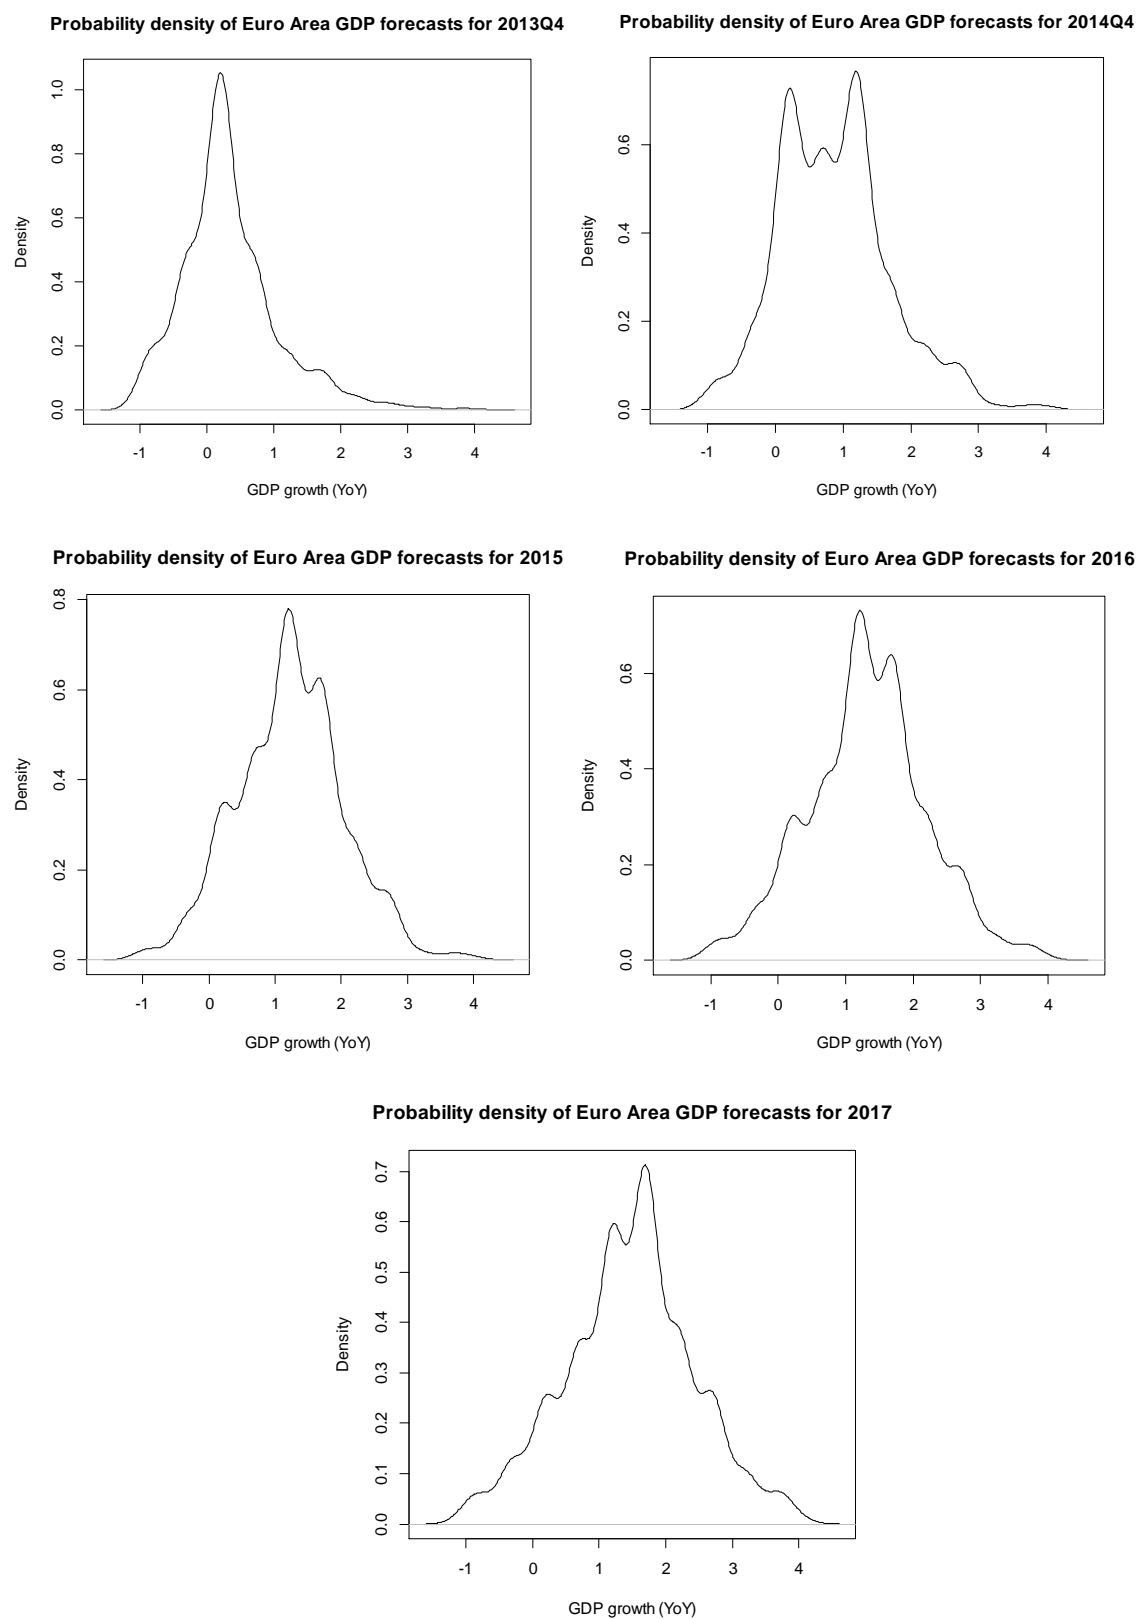 Probability density of Euro Area GDP forecasts for 2013Q4
Density
1.0
0.8
0.6
0.4
0.2
0.0
-1 0 1 2 3 4
GDP growth (YoY)
Probability density of Euro Area GDP forecasts for 2014Q4
Density
0.6
0.4
0.2
0.0
-1 0 1 2 3 4
GDP growth (YoY)
Probability density of Euro Area GDP forecasts for 2015
Density
0.8
0.6
0.4
0.2
0.0
-1 0 1 2 3 4
GDP growth (YoY)
Probability density of Euro Area GDP forecasts for 2016
Density
0.6
0.4
0.2
0.0
-1 0 1 2 3 4
GDP growth (YoY)
Probability density of Euro Area GDP forecasts for 2017
Density
0.7
0.6
0.5
0.4
0.3
0.2
0.1
0.0
-1 0 1 2 3 4
GDP growth (YoY)